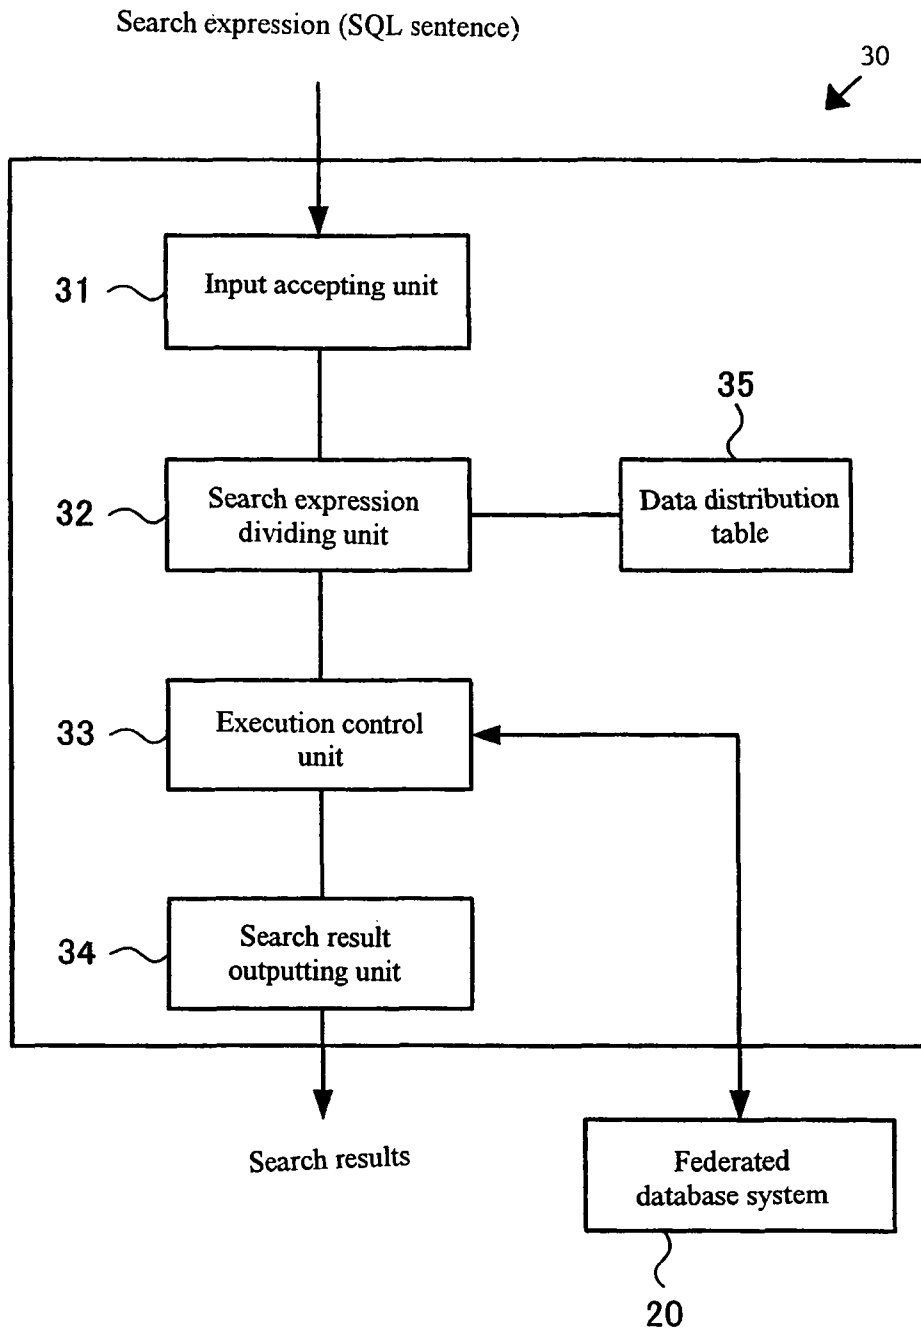 Search expression (SQL sentence)
30
31
Input accepting unit
35
32
Search expression
dividing unit
Data distribution
table
33
Execution control
unit
34
Search result
outputting unit
Search results
Federated
database system
20